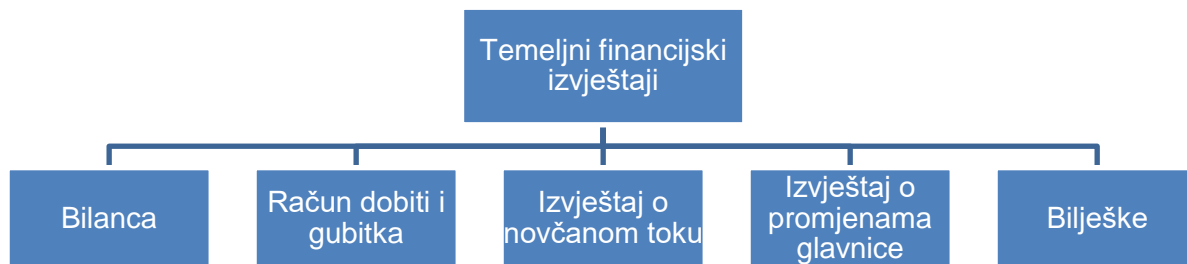 Temeljni financijski
izvještaji
Bilanca
Račun dobiti i
gubitka
Izvještaj o
novčanom toku
Izvještaj o
promjenama
glavnice
Bilješke